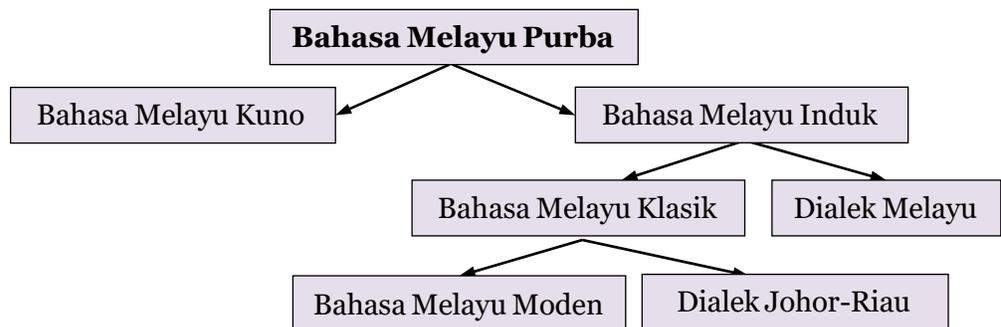 Bahasa Melayu Purba
Bahasa Melayu Kuno
Bahasa Melayu Induk
Bahasa Melayu Klasik
Dialek Melayu
Bahasa Melayu Moden
Dialek Johor-Riau